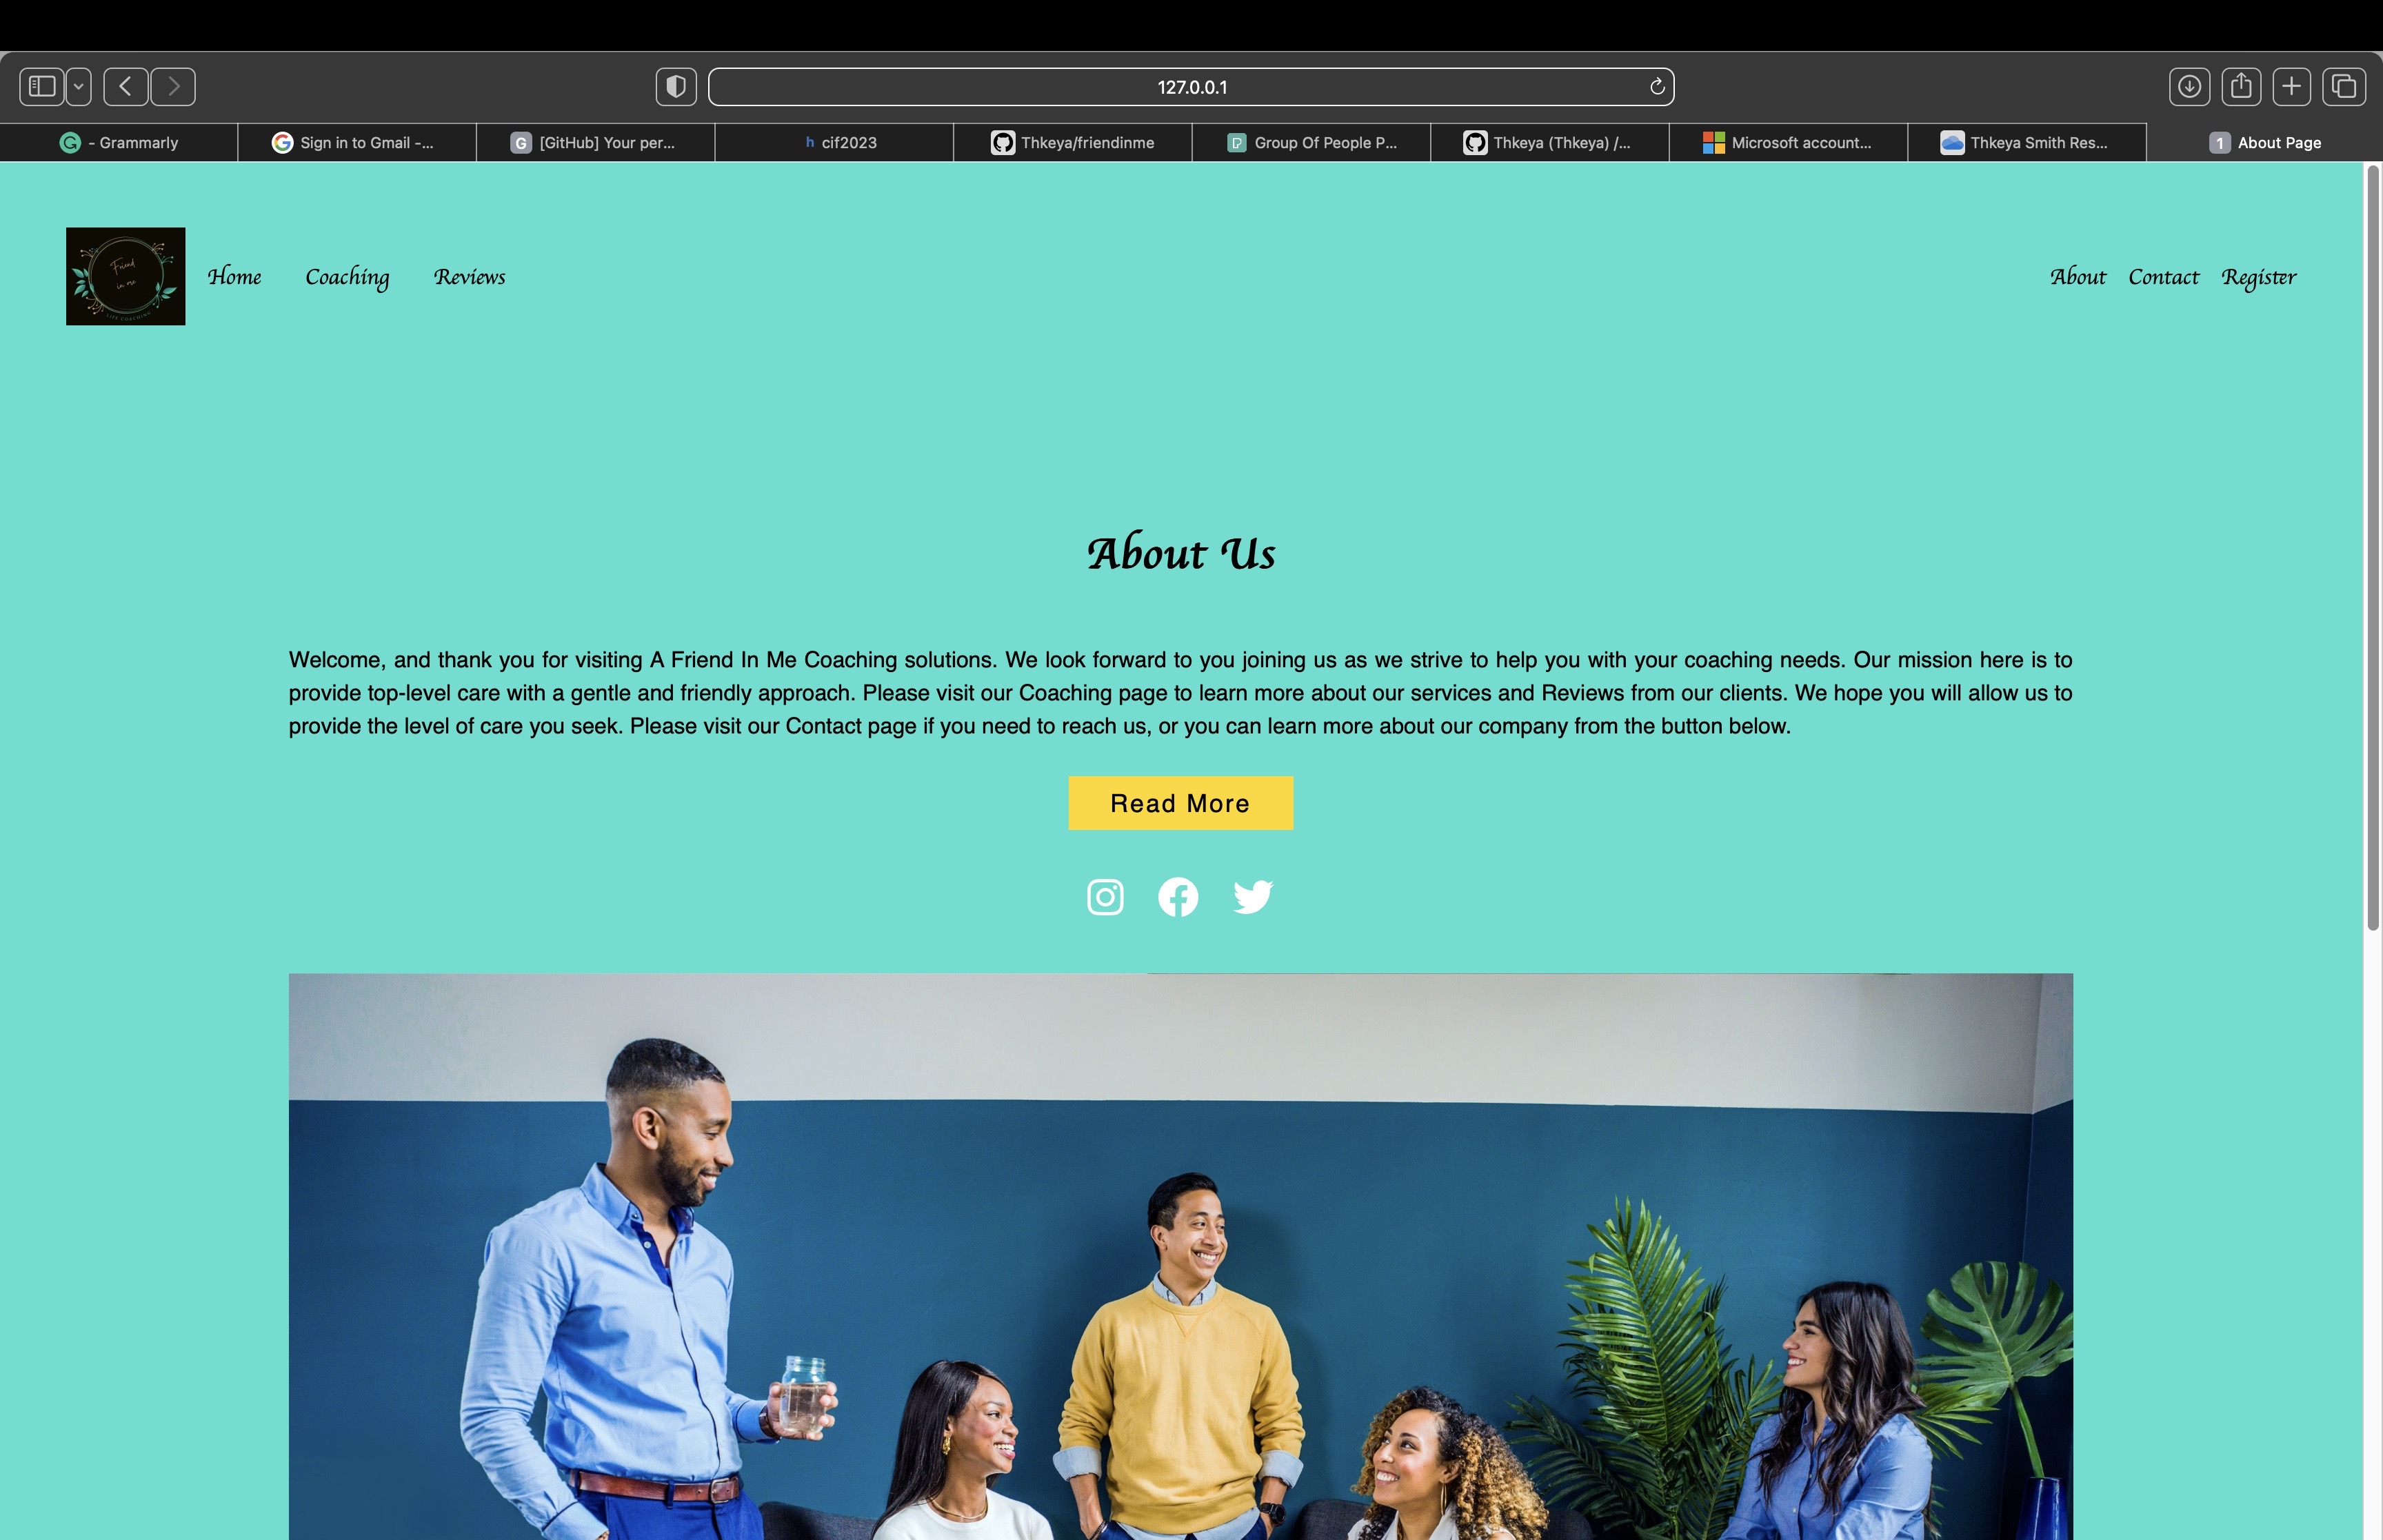 127.0.0.1
- Grammarly
Sign in to Gmail -...
[GitHub] Your per...
h cif2023
Thkeya/friendinme
Group Of People P...
Thkeya (Thkeya) /...
Microsoft account...
Thkeya Smith Res...
1 About Page
Friend
in me
LIFE COACHING
Home Coaching Reviews
About Contact Register
About Us
Welcome, and thank you for visiting A Friend In Me Coaching solutions. We look forward to you joining us as we strive to help you with your coaching needs. Our mission here is to
provide top-level care with a gentle and friendly approach. Please visit our Coaching page to learn more about our services and Reviews from our clients. We hope you will allow us to
provide the level of care you seek. Please visit our Contact page if you need to reach us, or you can learn more about our company from the button below.
Read More